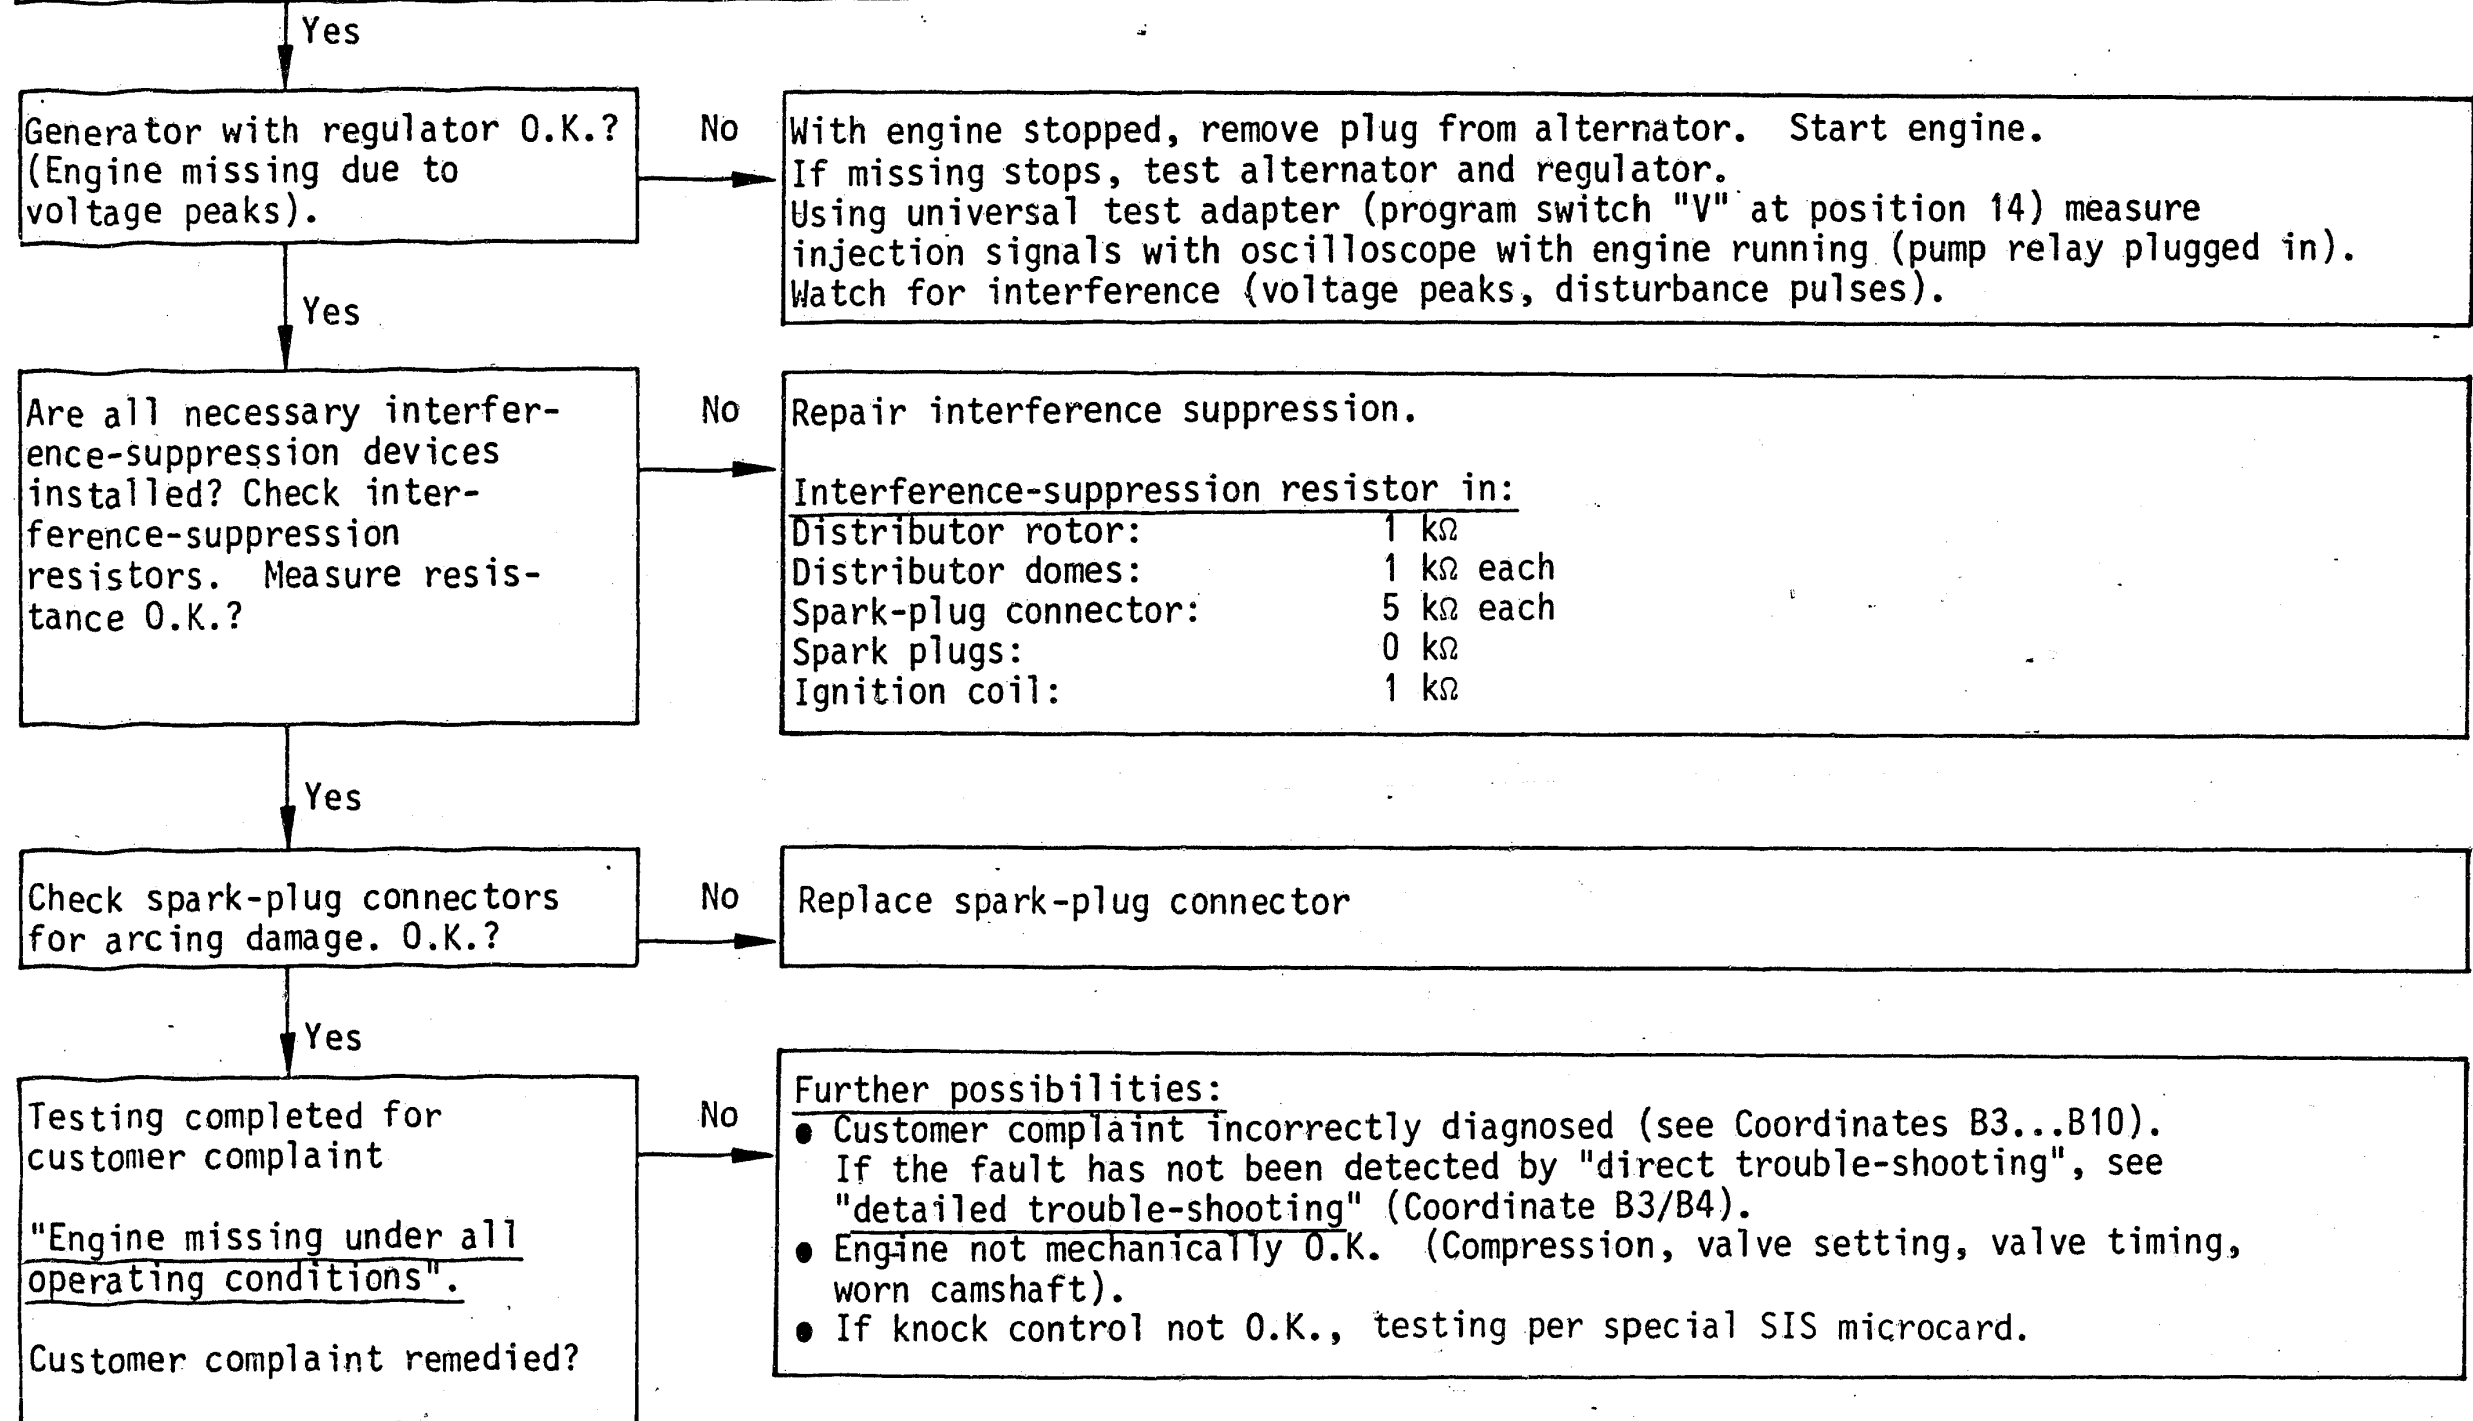 Yes
Generator with regulator O.K.?
(Engine missing due to
voltage peaks).
No
With engine stopped, remove plug from alternator. Start engine.
If missing stops, test alternator and regulator.
Using universal test adapter (program switch "V" at position 14) measure
injection signals with oscilloscope with engine running (pump relay plugged in).
Watch for interference (voltage peaks, disturbance pulses).
Yes
Are all necessary interfer-
ence-suppression devices
installed? Check inter-
ference-suppression
resistors. Measure resis-
tance O.K.?
No
Repair interference suppression.
Interference-suppression resistor in:
Distributor rotor: 1 kΩ
Distributor domes: 1 kΩ each
Spark-plug connector: 5 kΩ each
Spark plugs: 0 kΩ
Ignition coil: 1 kΩ
Yes
Check spark-plug connectors
for arcing damage. O.K.?
No
Replace spark-plug connector
Yes
Testing completed for
customer complaint
"Engine missing under all
operating conditions".
Customer complaint remedied?
No
Further possibilities:
● Customer complaint incorrectly diagnosed (see Coordinates B3...B10).
If the fault has not been detected by "direct trouble-shooting", see
"detailed trouble-shooting" (Coordinate B3/B4).
● Engine not mechanically O.K. (Compression, valve setting, valve timing,
worn camshaft).
● If knock control not O.K., testing per special SIS microcard.